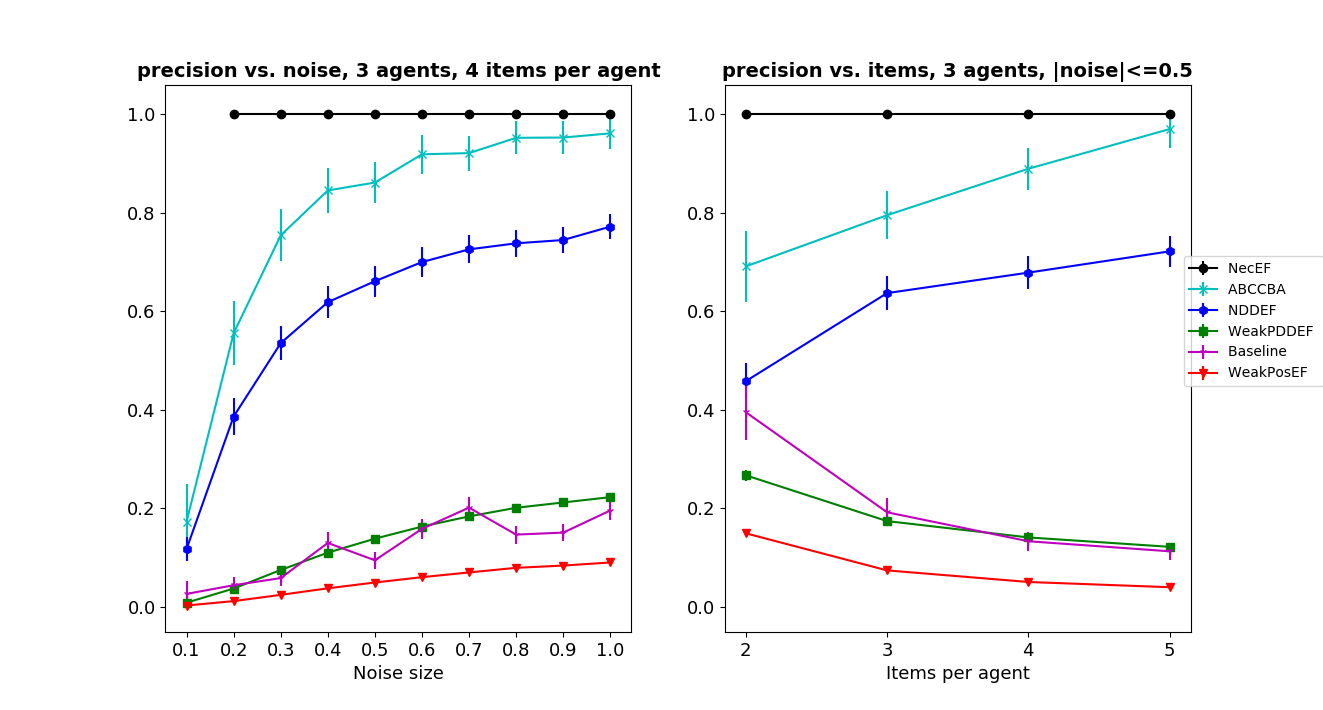 precision vs. noise, 3 agents, 4 items per agent
1.0
0.8
0.6
0.4
0.2
0.0
0.1 0.2 0.3 0.4 0.5 0.6 0.7 0.8 0.9 1.0
Noise size
precision vs. items, 3 agents, |noise|<=0.5
1.0
0.8
0.6
0.4
0.2
0.0
2 3 4 5
Items per agent
NecEF
ABCCBA
NDDEF
WeakPDDEF
Baseline
WeakPosEF